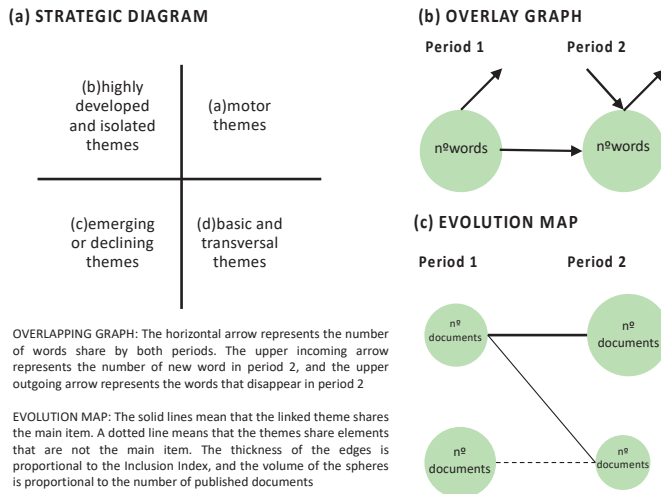 (a) STRATEGIC DIAGRAM
(b)highly
developed
and isolated
themes
(a)motor
themes
(c)emerging
or declining
themes
(d)basic and
transversal
themes
OVERLAPPING GRAPH: The horizontal arrow represents the number
of words share by both periods. The upper incoming arrow
represents the number of new word in period 2, and the upper
outgoing arrow represents the words that disappear in period 2
EVOLUTION MAP: The solid lines mean that the linked theme shares
the main item. A dotted line means that the themes share elements
that are not the main item. The thickness of the edges is
proportional to the Inclusion Index, and the volume of the spheres
is proportional to the number of published documents
(b) OVERLAY GRAPH
Period 1 Period 2
nºwords nºwords
(c) EVOLUTION MAP
Period 1 Period 2
nº
documents
nº
documents
nº
documents
nº
documents